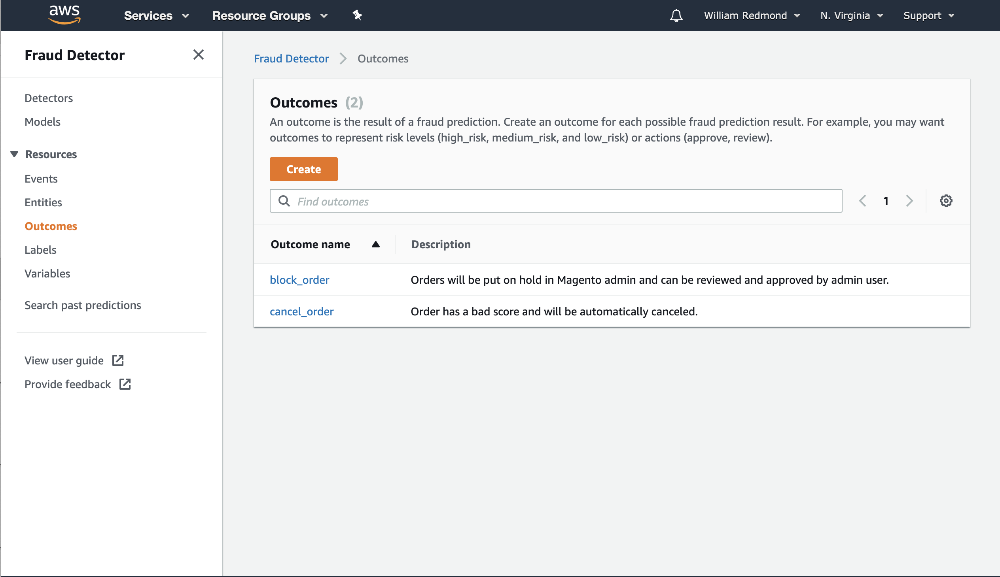 aws Services Resource Groups William Redmond N. Virginia Support
Fraud Detector
Detectors
Models
Resources
Events
Entities
Outcomes
Labels
Variables
Search past predictions
View user guide
Provide feedback
Fraud Detector Outcomes
Outcomes (2)
An outcome is the result of a fraud prediction. Create an outcome for each possible fraud prediction result. For example, you may want
outcomes to represent risk levels (high_risk, medium_risk, and low_risk) or actions (approve, review).
Create
Find outcomes 1
Outcome name Description
block_order Orders will be put on hold in Magento admin and can be reviewed and approved by admin user.
cancel_order Order has a bad score and will be automatically canceled.